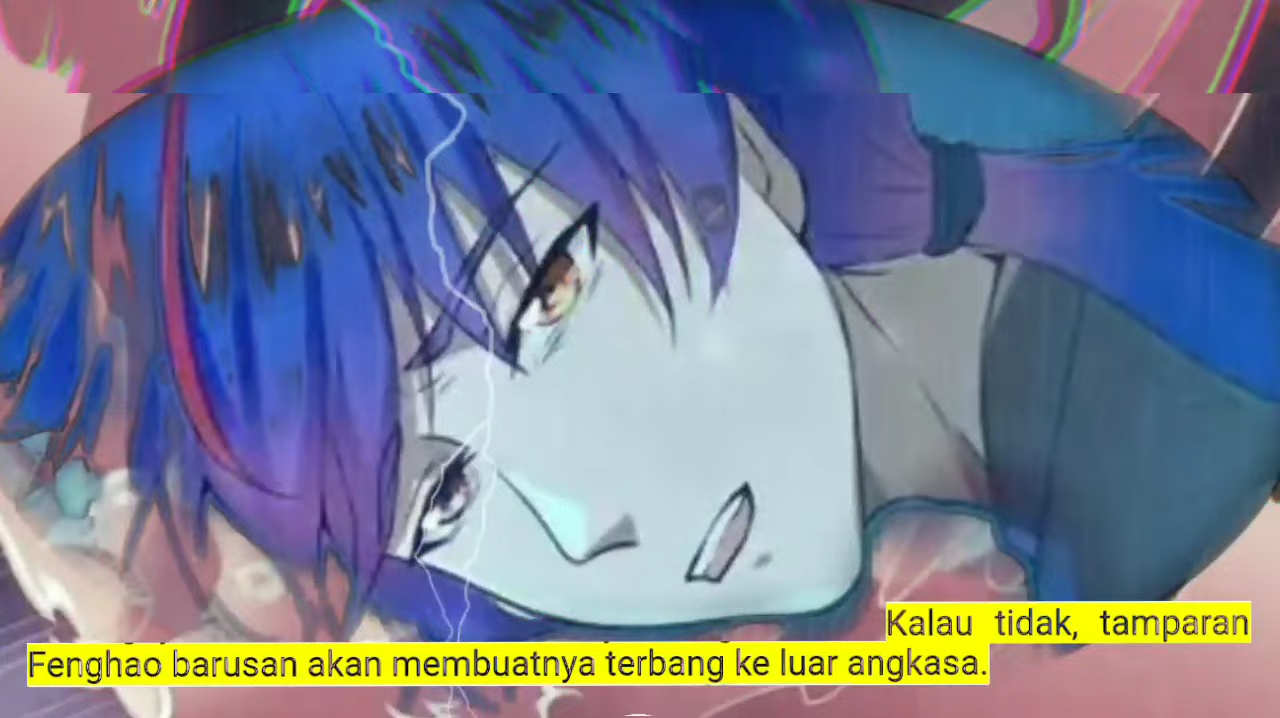 Kalau tidak, tamparan
Fenghao barusan akan membuatnya terbang ke luar angkasa.